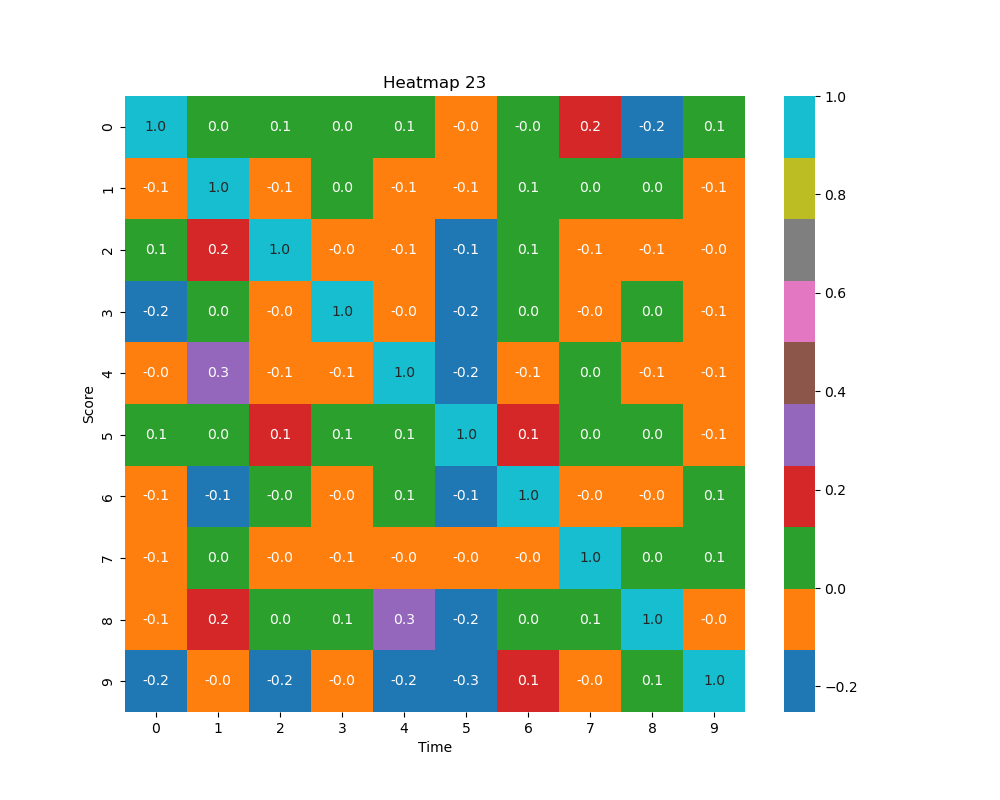 Heatmap 23
Score
0 1.0 0.0 0.1 0.0 0.1 -0.0 -0.0 0.2 -0.2 0.1
1 -0.1 1.0 -0.1 0.0 -0.1 -0.1 0.1 0.0 0.0 -0.1
2 0.1 0.2 1.0 -0.0 -0.1 -0.1 0.1 -0.1 -0.1 -0.0
3 -0.2 0.0 -0.0 1.0 -0.0 -0.2 0.0 -0.0 0.0 -0.1
4 -0.0 0.3 -0.1 -0.1 1.0 -0.2 -0.1 0.0 -0.1 -0.1
5 0.1 0.0 0.1 0.1 0.1 1.0 0.1 0.0 0.0 -0.1
6 -0.1 -0.1 -0.0 -0.0 0.1 -0.1 1.0 -0.0 -0.0 0.1
7 -0.1 0.0 -0.0 -0.1 -0.0 -0.0 -0.0 1.0 0.0 0.1
8 -0.1 0.2 0.0 0.1 0.3 -0.2 0.0 0.1 1.0 -0.0
9 -0.2 -0.0 -0.2 -0.0 -0.2 -0.3 0.1 -0.0 0.1 1.0
0 1 2 3 4 5 6 7 8 9
Time
1.0
0.8
0.6
0.4
0.2
0.0
−0.2